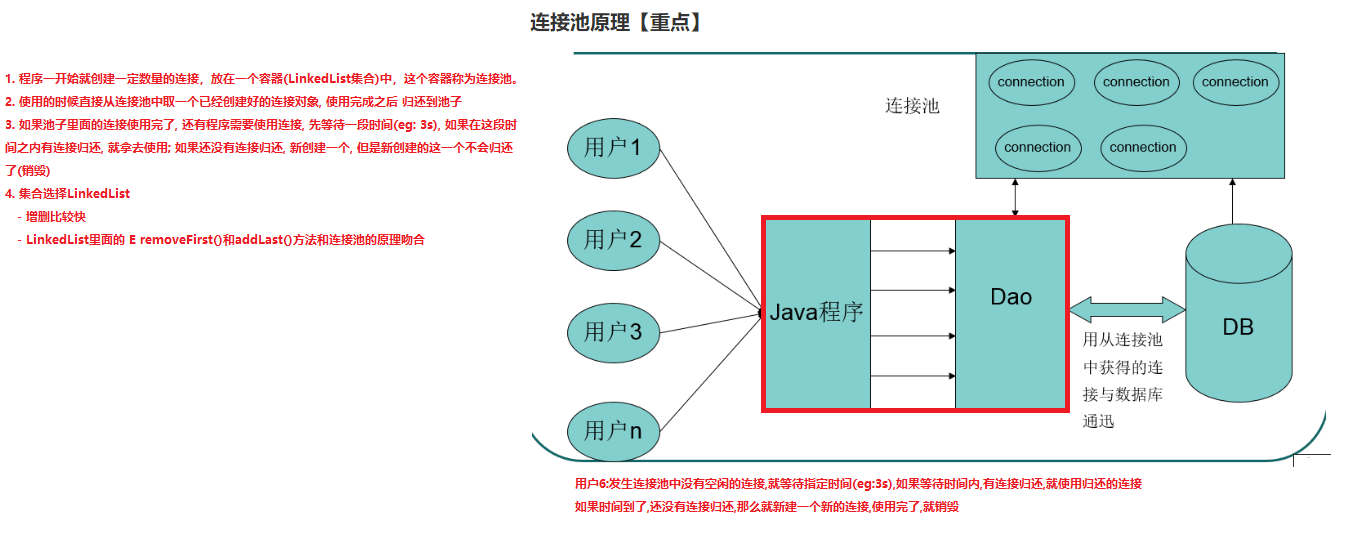 连接池原理【重点】
1. 程序一开始就创建一定数量的连接，放在一个容器(LinkedList集合)中，这个容器称为连接池。
2. 使用的时候直接从连接池中取一个已经创建好的连接对象, 使用完成之后 归还到池子
3. 如果池子里面的连接使用完了, 还有程序需要使用连接, 先等待一段时间(eg: 3s), 如果在这段时
间之内有连接归还, 就拿去使用; 如果还没有连接归还, 新创建一个, 但是新创建的这一个不会归还
了(销毁)
4. 集合选择LinkedList
- 增删比较快
- LinkedList里面的 E removeFirst()和addLast()方法和连接池的原理吻合
连接池
connection
connection
connection
connection
connection
用户1
用户2
用户3
用户n
Java程序
Dao
DB
用从连接池
中获得的连
接与数据库
通迅
用户6:发生连接池中没有空闲的连接,就等待指定时间(eg:3s),如果等待时间内,有连接归还,就使用归还的连接
如果时间到了,还没有连接归还,那么就新建一个新的连接,使用完了,就销毁